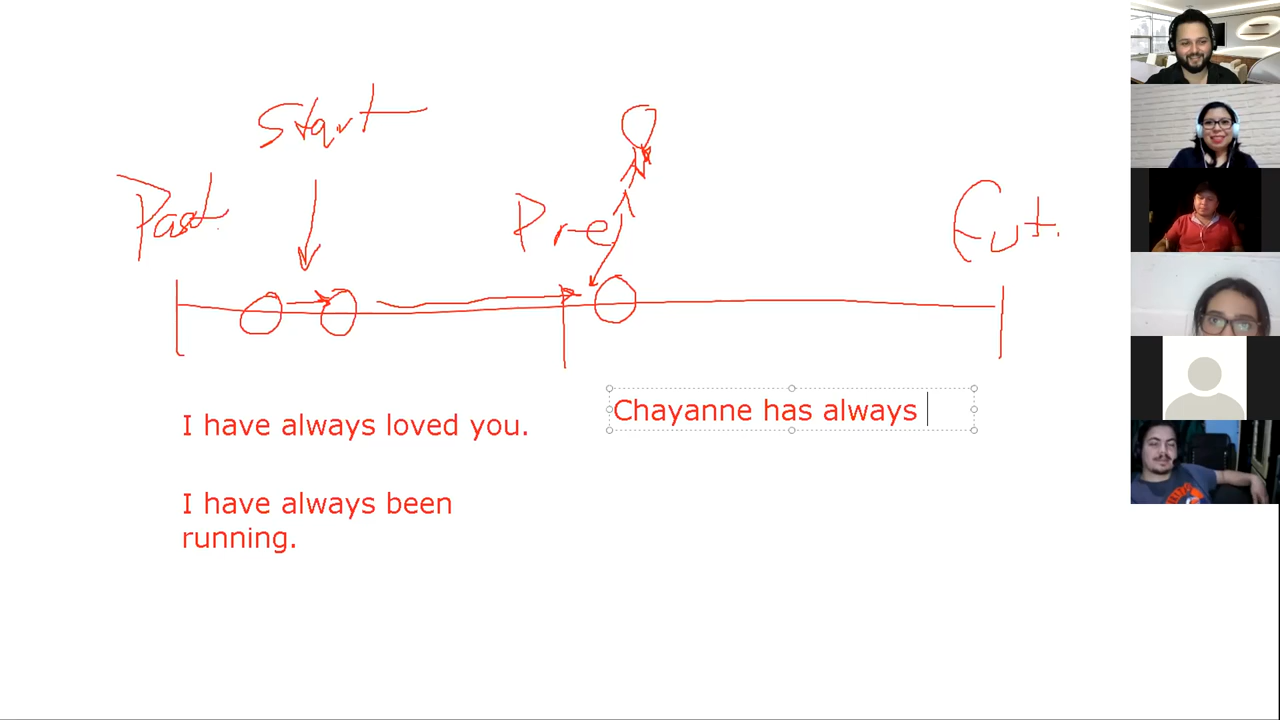 Start
Past
Pre
Fut.
I have always loved you.
Chayanne has always
I have always been
running.